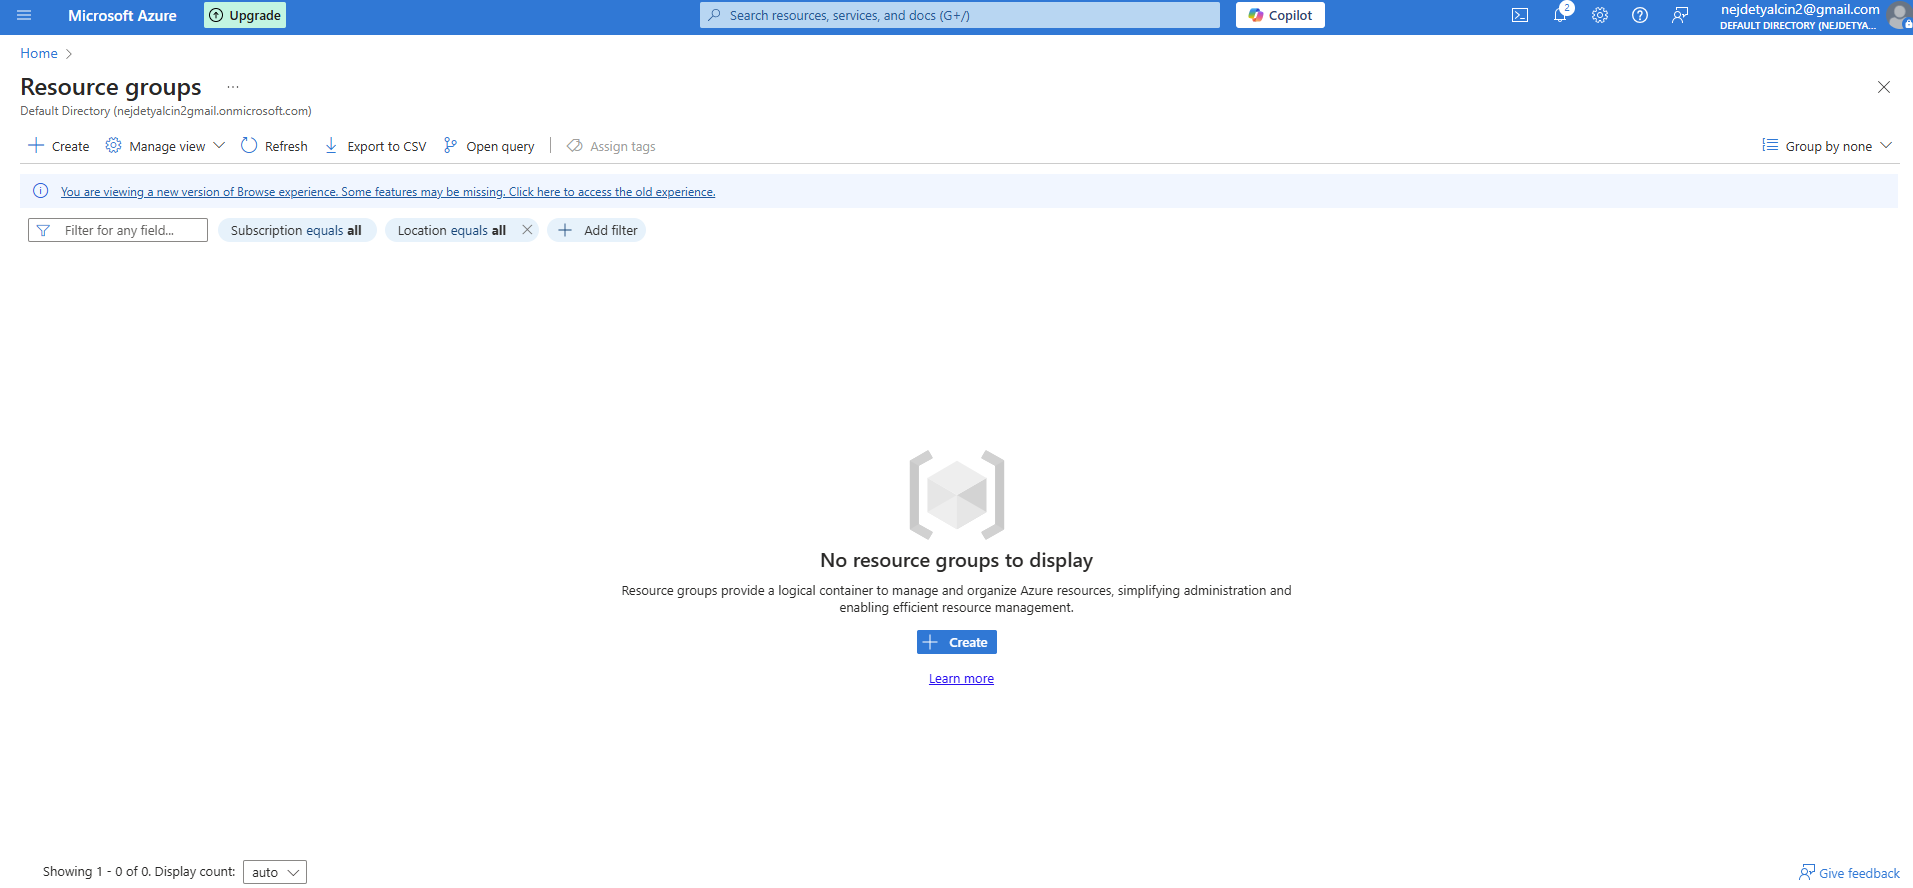 Microsoft Azure
Upgrade
Search resources, services, and docs (G+/)
Copilot
2
nejdetyalcin2@gmail.com
DEFAULT DIRECTORY (NEJDETYA...
Home
Resource groups ...
Default Directory (nejdetyalcin2gmail.onmicrosoft.com)
Create Manage view Refresh Export to CSV Open query Assign tags Group by none
You are viewing a new version of Browse experience. Some features may be missing. Click here to access the old experience.
Filter for any field... Subscription equals all Location equals all Add filter
No resource groups to display
Resource groups provide a logical container to manage and organize Azure resources, simplifying administration and
enabling efficient resource management.
Create
Learn more
Showing 1 - 0 of 0. Display count: auto
Give feedback